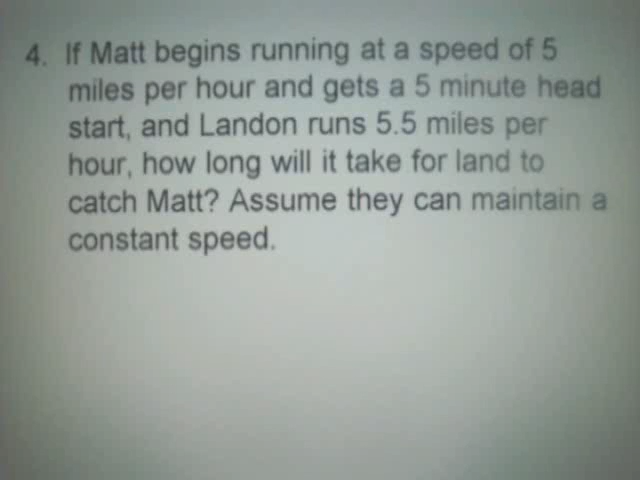 4. If Matt begins running at a speed of 5
miles per hour and gets a 5 minute head
start, and Landon runs 5.5 miles per
hour, how long will it take for land to
catch Matt? Assume they can maintain a
constant speed.